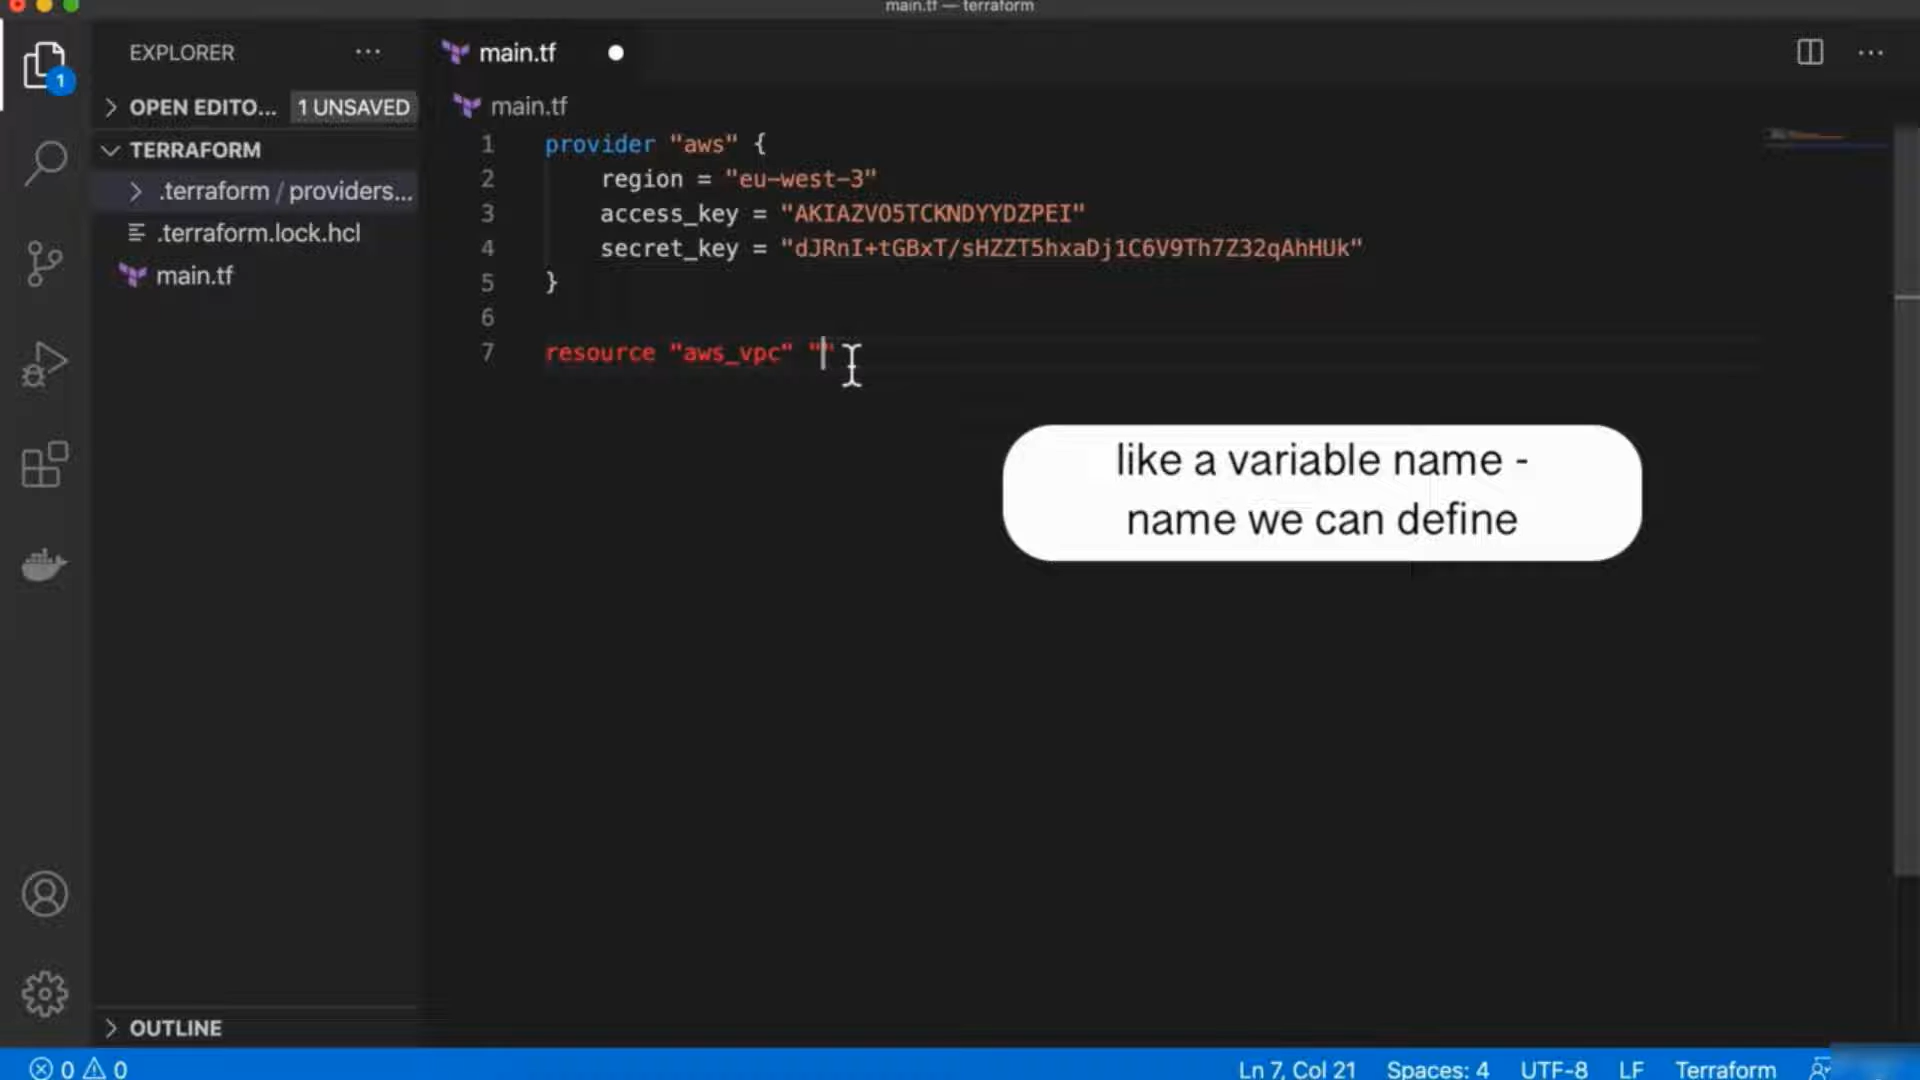 main.tf — terraform
EXPLORER
main.tf
1
OPEN EDITO... 1 UNSAVED
main.tf
TERRAFORM
.terraform / providers...
.terraform.lock.hcl
main.tf
1 provider "aws" {
2 region = "eu-west-3"
3 access_key = "AKIAZVO5TCKNDYYDZPEI"
4 secret_key = "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"
5 }
6
7 resource "aws_vpc" ""
like a variable name -
name we can define
OUTLINE
0 0
Ln 7, Col 21 Spaces: 4 UTF-8 LF Terraform